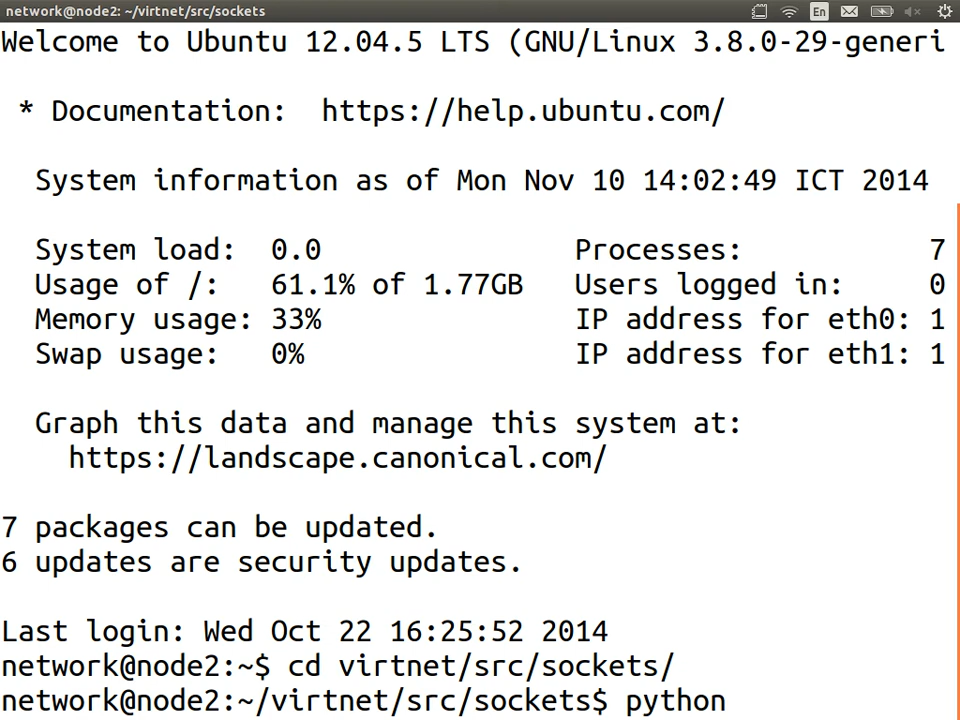 network@node2: ~/virtnet/src/sockets
En
Welcome to Ubuntu 12.04.5 LTS (GNU/Linux 3.8.0-29-generi
* Documentation:  https://help.ubuntu.com/
System information as of Mon Nov 10 14:02:49 ICT 2014
System load:  0.0 Processes: 7
Usage of /:   61.1% of 1.77GB Users logged in: 0
Memory usage: 33% IP address for eth0: 1
Swap usage:   0% IP address for eth1: 1
Graph this data and manage this system at:
https://landscape.canonical.com/
7 packages can be updated.
6 updates are security updates.
Last login: Wed Oct 22 16:25:52 2014
network@node2:~$ cd virtnet/src/sockets/
network@node2:~/virtnet/src/sockets$ python